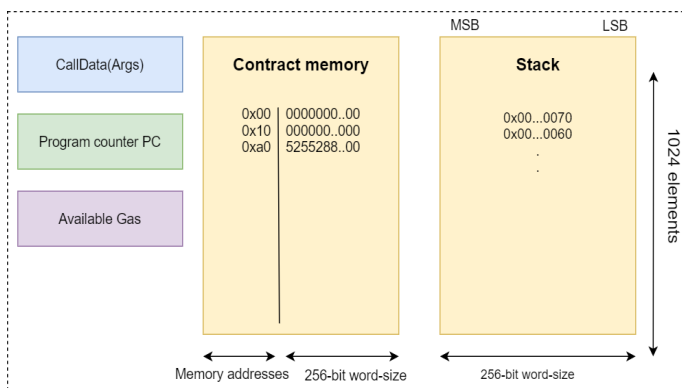 MSB LSB
CallData(Args)
Contract memory
Stack
0x00 0000000..00
0x10 000000..000
0xa0 5255288..00
0x00...0070
0x00...0060
.
.
Program counter PC
Available Gas
1024 elements
Memory addresses 256-bit word-size
256-bit word-size